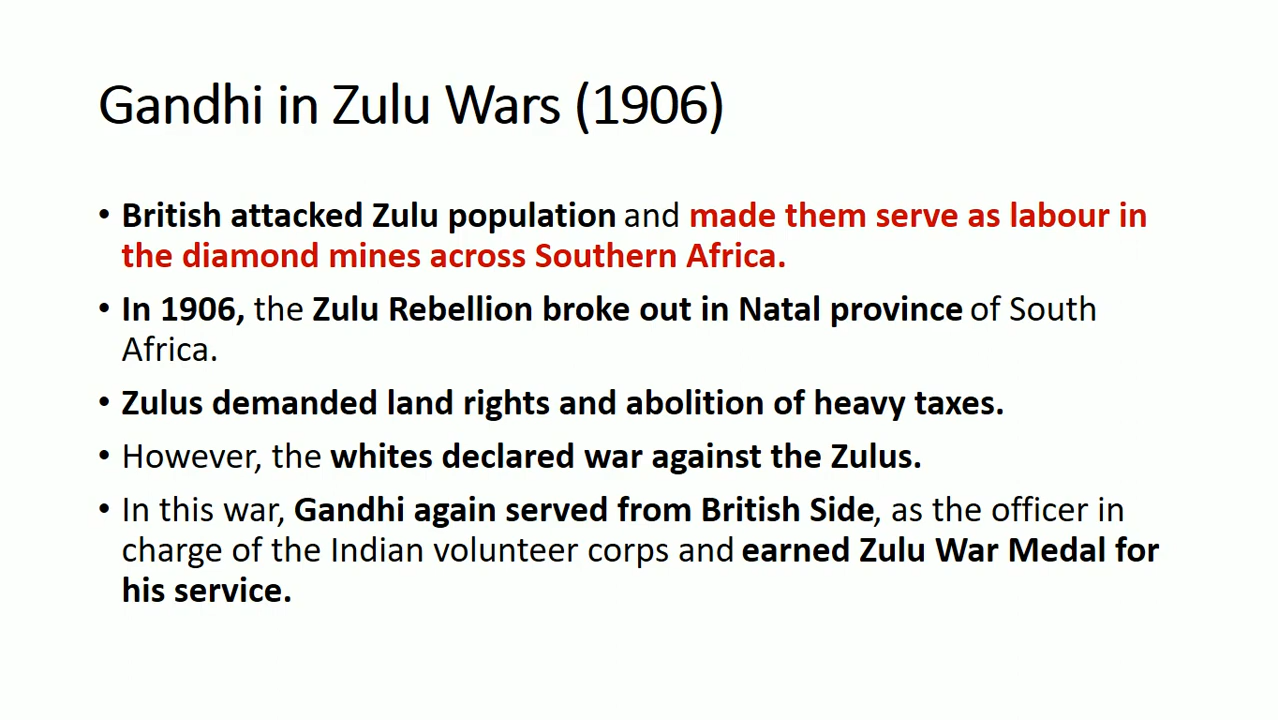 Gandhi in Zulu Wars (1906)
• British attacked Zulu population and made them serve as labour in
the diamond mines across Southern Africa.
• In 1906, the Zulu Rebellion broke out in Natal province of South
Africa.
• Zulus demanded land rights and abolition of heavy taxes.
• However, the whites declared war against the Zulus.
• In this war, Gandhi again served from British Side, as the officer in
charge of the Indian volunteer corps and earned Zulu War Medal for
his service.